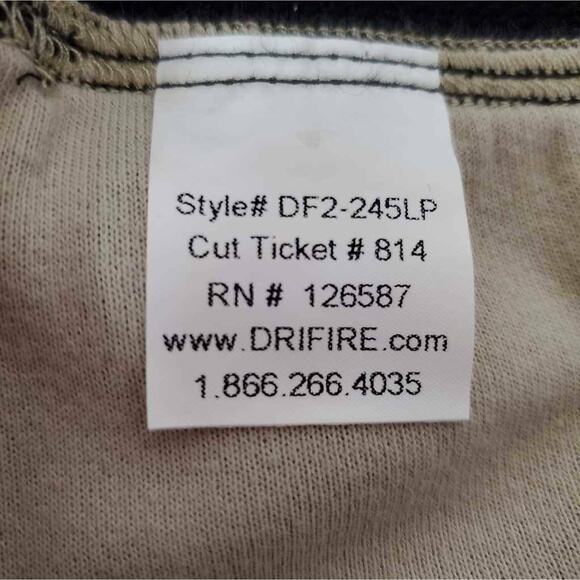 Style# DF2-245LP
Cut Ticket # 814
RN # 126587
www.DRIFIRE.com
1.866.266.4035